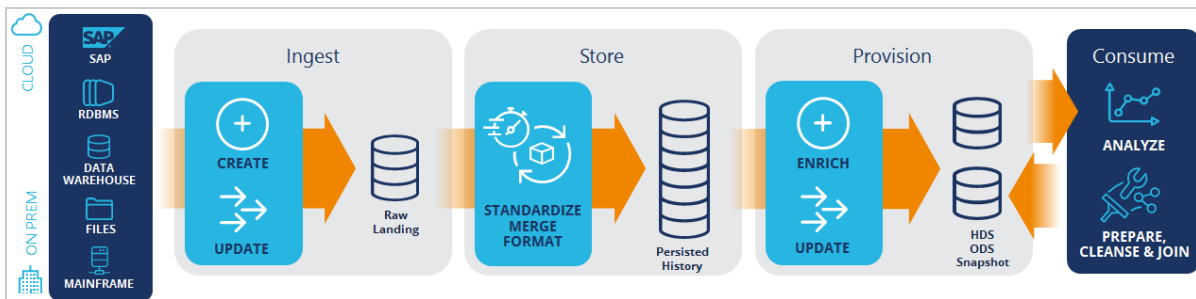 CLOUD
ON PREM
SAP
SAP
RDBMS
DATA
WAREHOUSE
FILES
MAINFRAME
Ingest
CREATE
UPDATE
Raw
Landing
Store
STANDARDIZE
MERGE
FORMAT
Persisted
History
Provision
ENRICH
UPDATE
HDS
ODS
Snapshot
Consume
ANALYZE
PREPARE,
CLEANSE & JOIN